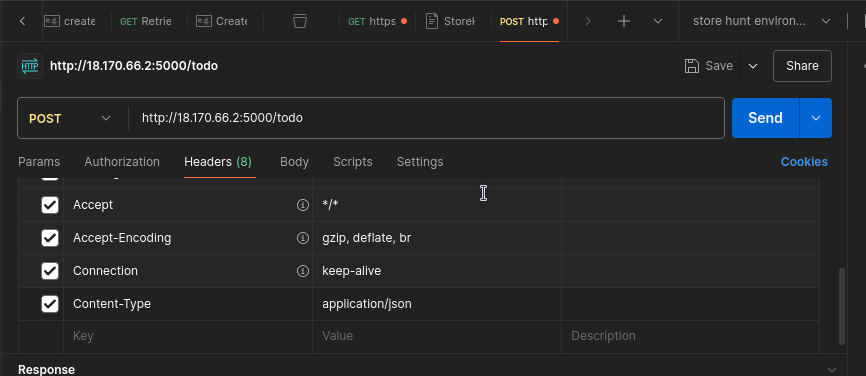 create GET Retrie Create GET https StoreH POST http store hunt environ...
HTTP http://18.170.66.2:5000/todo Save Share
POST http://18.170.66.2:5000/todo Send
Params Authorization Headers (8) Body Scripts Settings Cookies
Accept */*
Accept-Encoding gzip, deflate, br
Connection keep-alive
Content-Type application/json
Key Value Description
Response